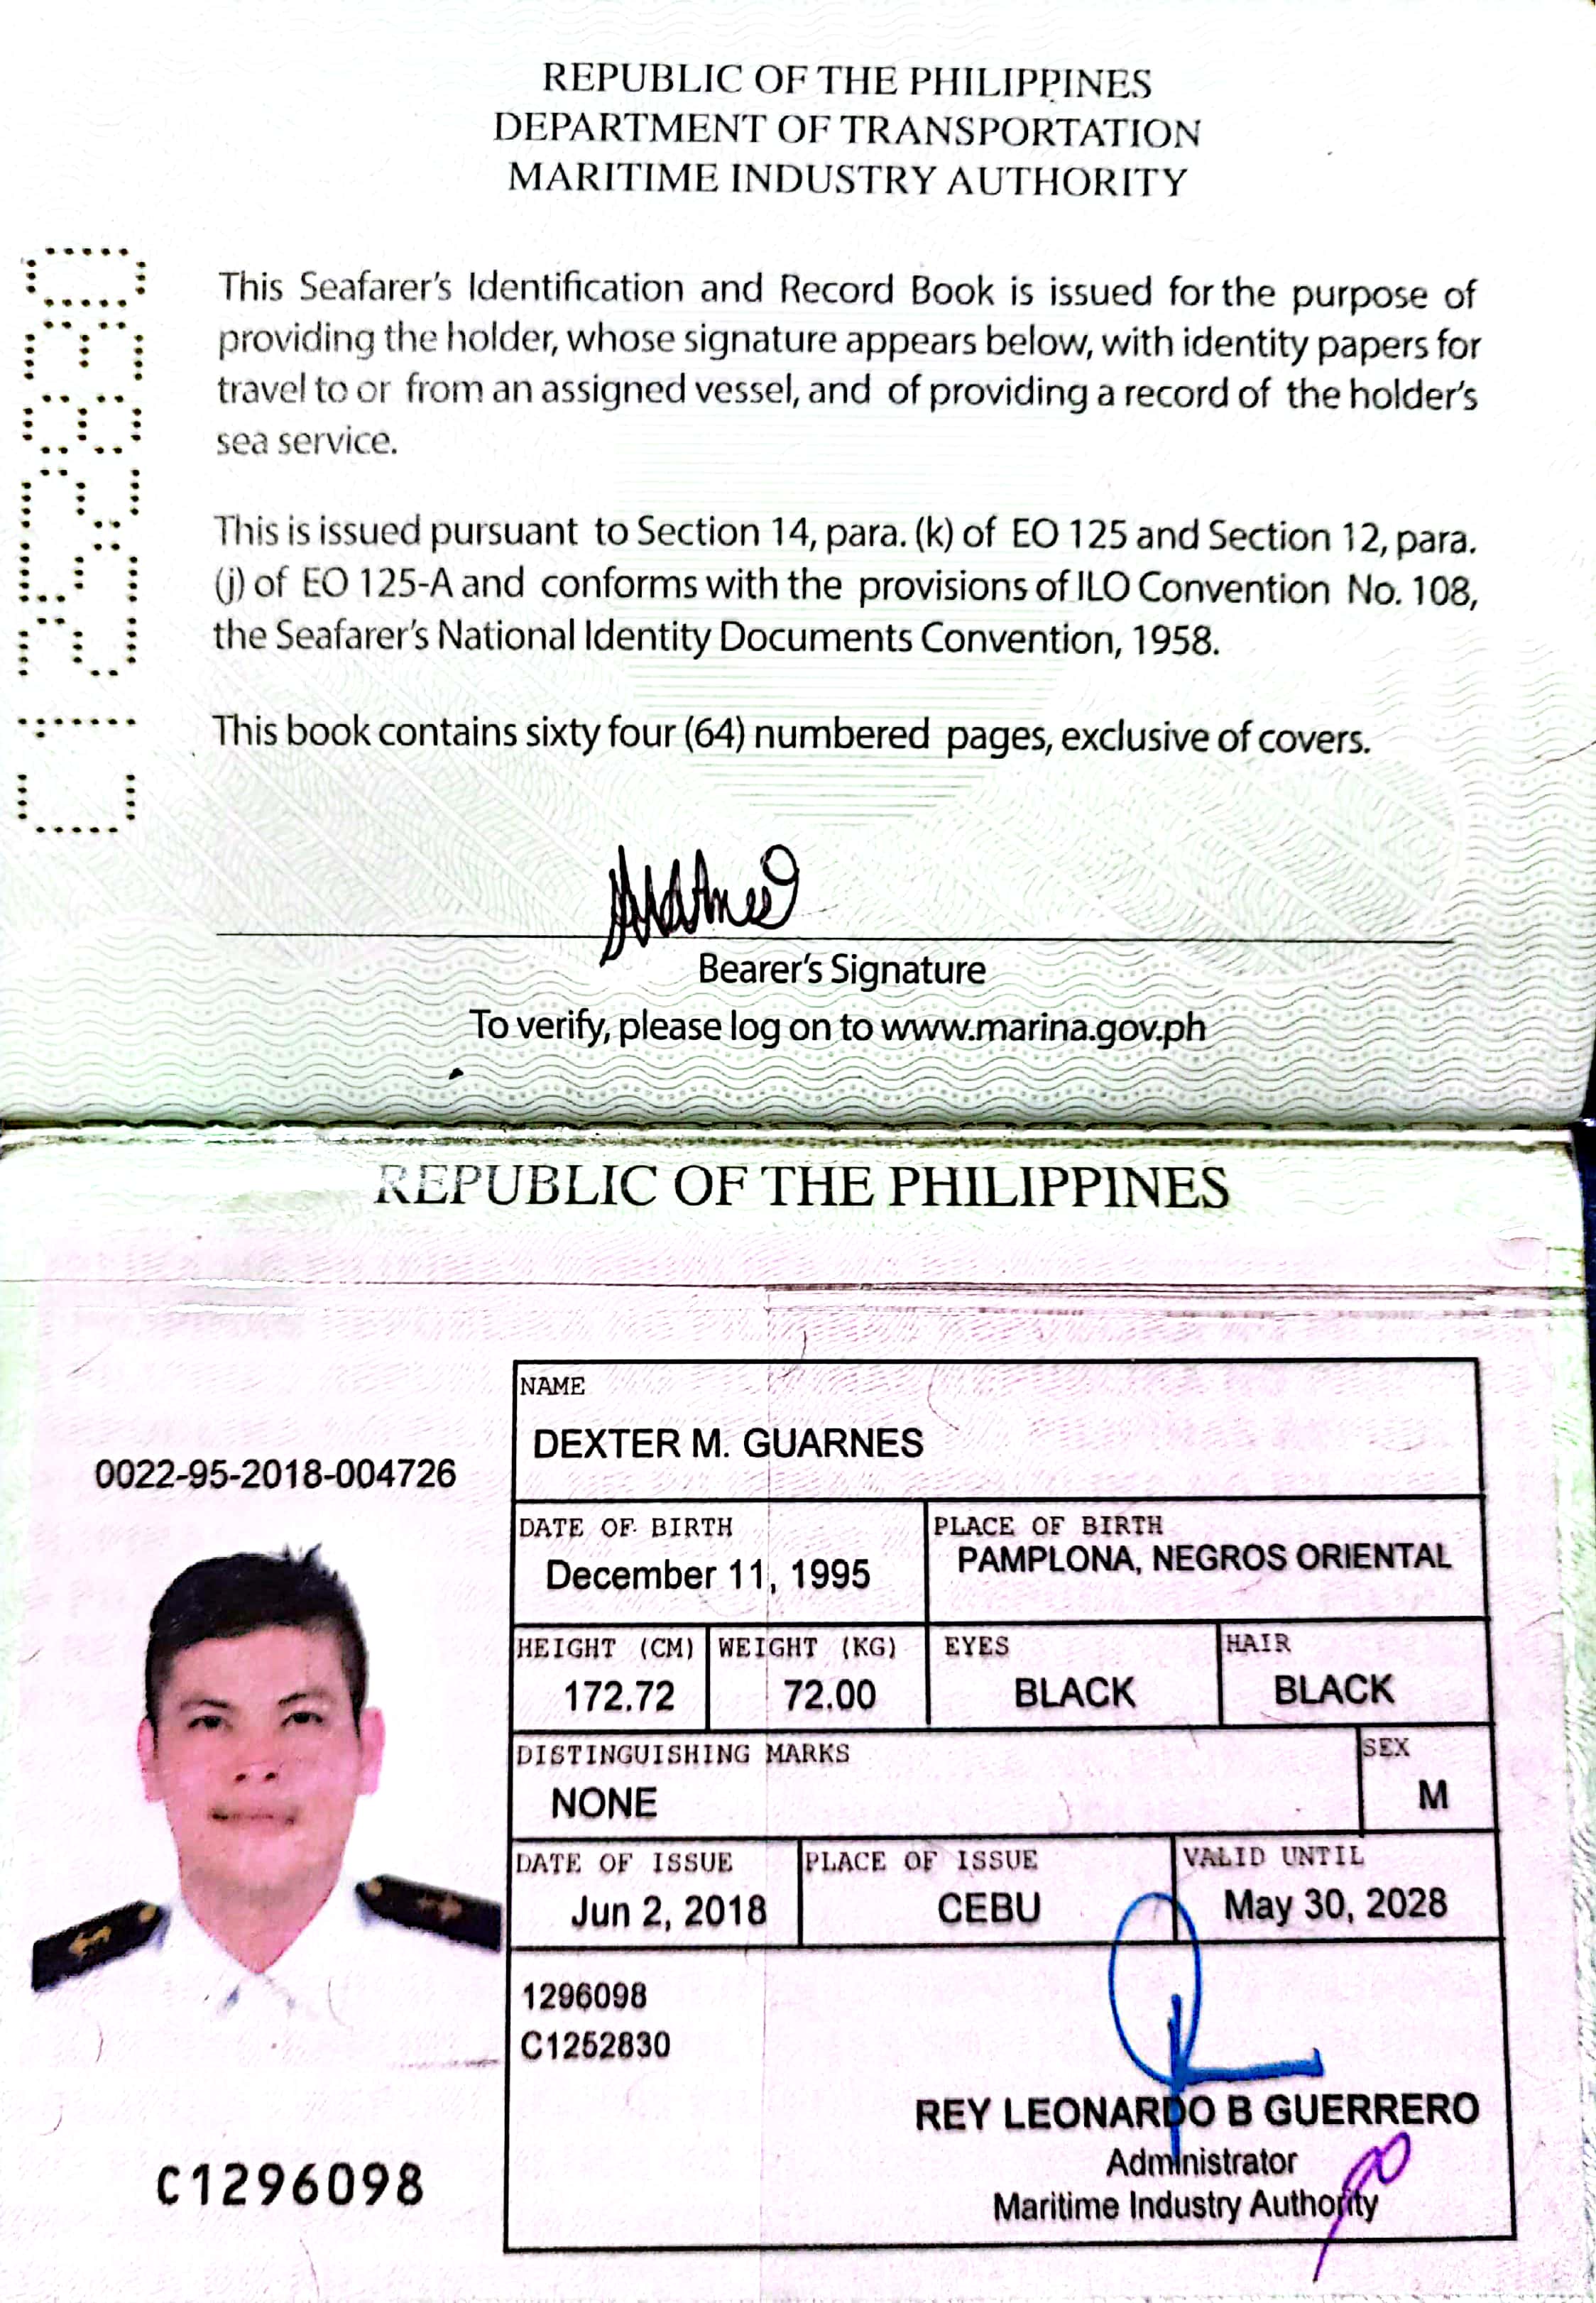 REPUBLIC OF THE PHILIPPINES
DEPARTMENT OF TRANSPORTATION
MARITIME INDUSTRY AUTHORITY
This Seafarer's Identification and Record Book is issued for the purpose of
providing the holder, whose signature appears below, with identity papers for
travel to or from an assigned vessel, and of providing a record of the holder's
sea service.
This is issued pursuant to Section 14, para. (k) of EO 125 and Section 12, para.
(j) of EO 125-A and conforms with the provisions of ILO Convention No. 108,
the Seafarer's National Identity Documents Convention, 1958.
This book contains sixty four (64) numbered pages, exclusive of covers.
Bearer's Signature
To verify, please log on to www.marina.gov.ph
C1252830
REPUBLIC OF THE PHILIPPINES
0022-95-2018-004726
NAME
DEXTER M. GUARNES
DATE OF BIRTH
December 11, 1995
PLACE OF BIRTH
PAMPLONA, NEGROS ORIENTAL
HEIGHT (CM)
172.72
WEIGHT (KG)
72.00
EYES
BLACK
HAIR
BLACK
DISTINGUISHING MARKS
NONE
SEX
M
DATE OF ISSUE
Jun 2, 2018
PLACE OF ISSUE
CEBU
VALID UNTIL
May 30, 2028
1296098
C1252830
REY LEONARDO B GUERRERO
Administrator
Maritime Industry Authority
C1296098